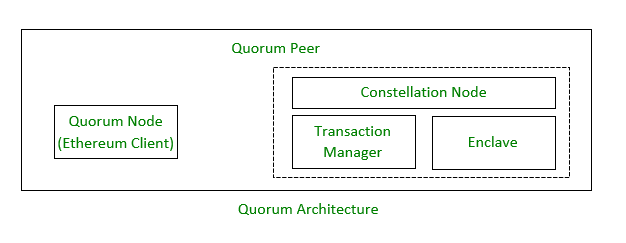 Quorum Peer
Constellation Node
Quorum Node
(Ethereum Client)
Transaction
Manager
Enclave
Quorum Architecture